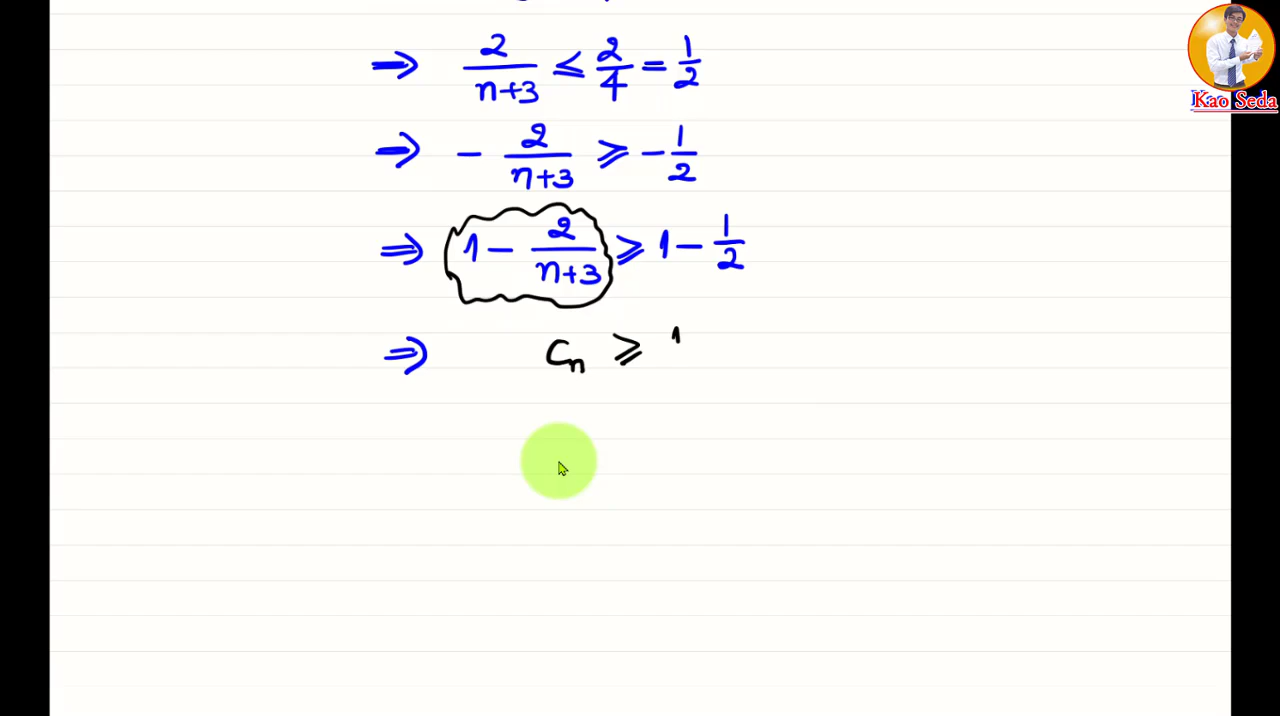 ⇒ 2/(n+3) ≤ 2/4 = 1/2
⇒ - 2/(n+3) ≥ - 1/2
⇒ 1 - 2/(n+3) ≥ 1 - 1/2
⇒ Cₙ ≥ 1
Kao Seda